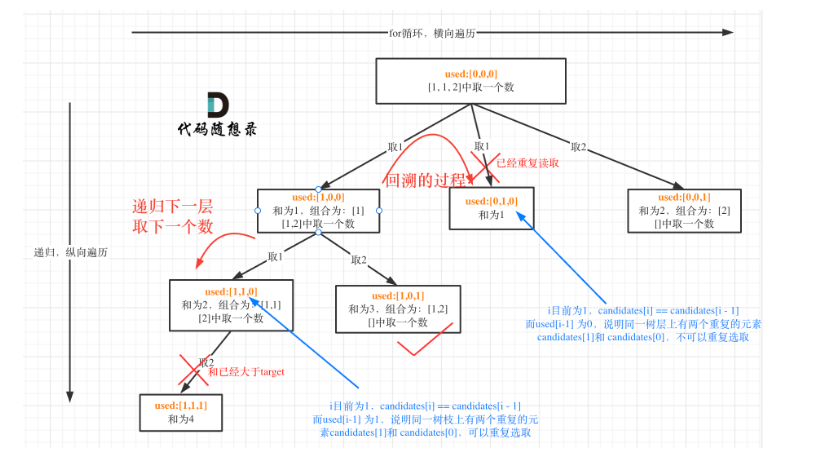 for循环，横向遍历
used:[0,0,0]
[1,1,2]中取一个数
代码随想录
取1
取1
取2
已经重复读取
回溯的过程
递归下一层
取下一个数
used:[1,0,0]
和为1，组合为：[1]
[1,2]中取一个数
used:[0,1,0]
和为1
used:[0,0,1]
和为2，组合为：[2]
[]中取一个数
递归，纵向遍历
取1
取2
used:[1,1,0]
和为2，组合为：[1,1]
[2]中取一个数
used:[1,0,1]
和为3，组合为：[1,2]
[]中取一个数
i目前为1，candidates[i] == candidates[i - 1]
而used[i-1] 为0，说明同一树层上有两个重复的元素
candidates[1]和 candidates[0]，不可以重复选取
取2
和已经大于target
used:[1,1,1]
和为4
i目前为1，candidates[i] == candidates[i - 1]
而used[i-1] 为1，说明同一树枝上有两个重复的元
素candidates[1]和 candidates[0]，可以重复选取